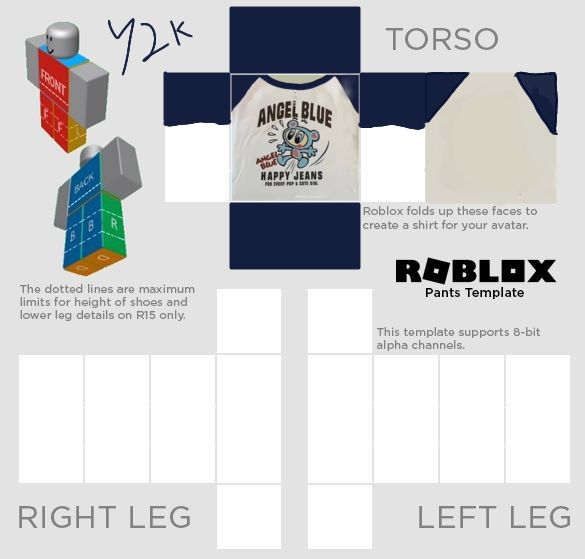 Y2K
TORSO
FRONT
F F L
ANGEL BLUE
ANGEL
BLUE
HAPPY JEANS
FOR EVERY POP & CUTE GIRL
BACK
B B R
Roblox folds up these faces to
create a shirt for your avatar.
ROBLOX
Pants Template
The dotted lines are maximum
limits for height of shoes and
lower leg details on R15 only.
This template supports 8-bit
alpha channels.
RIGHT LEG
LEFT LEG